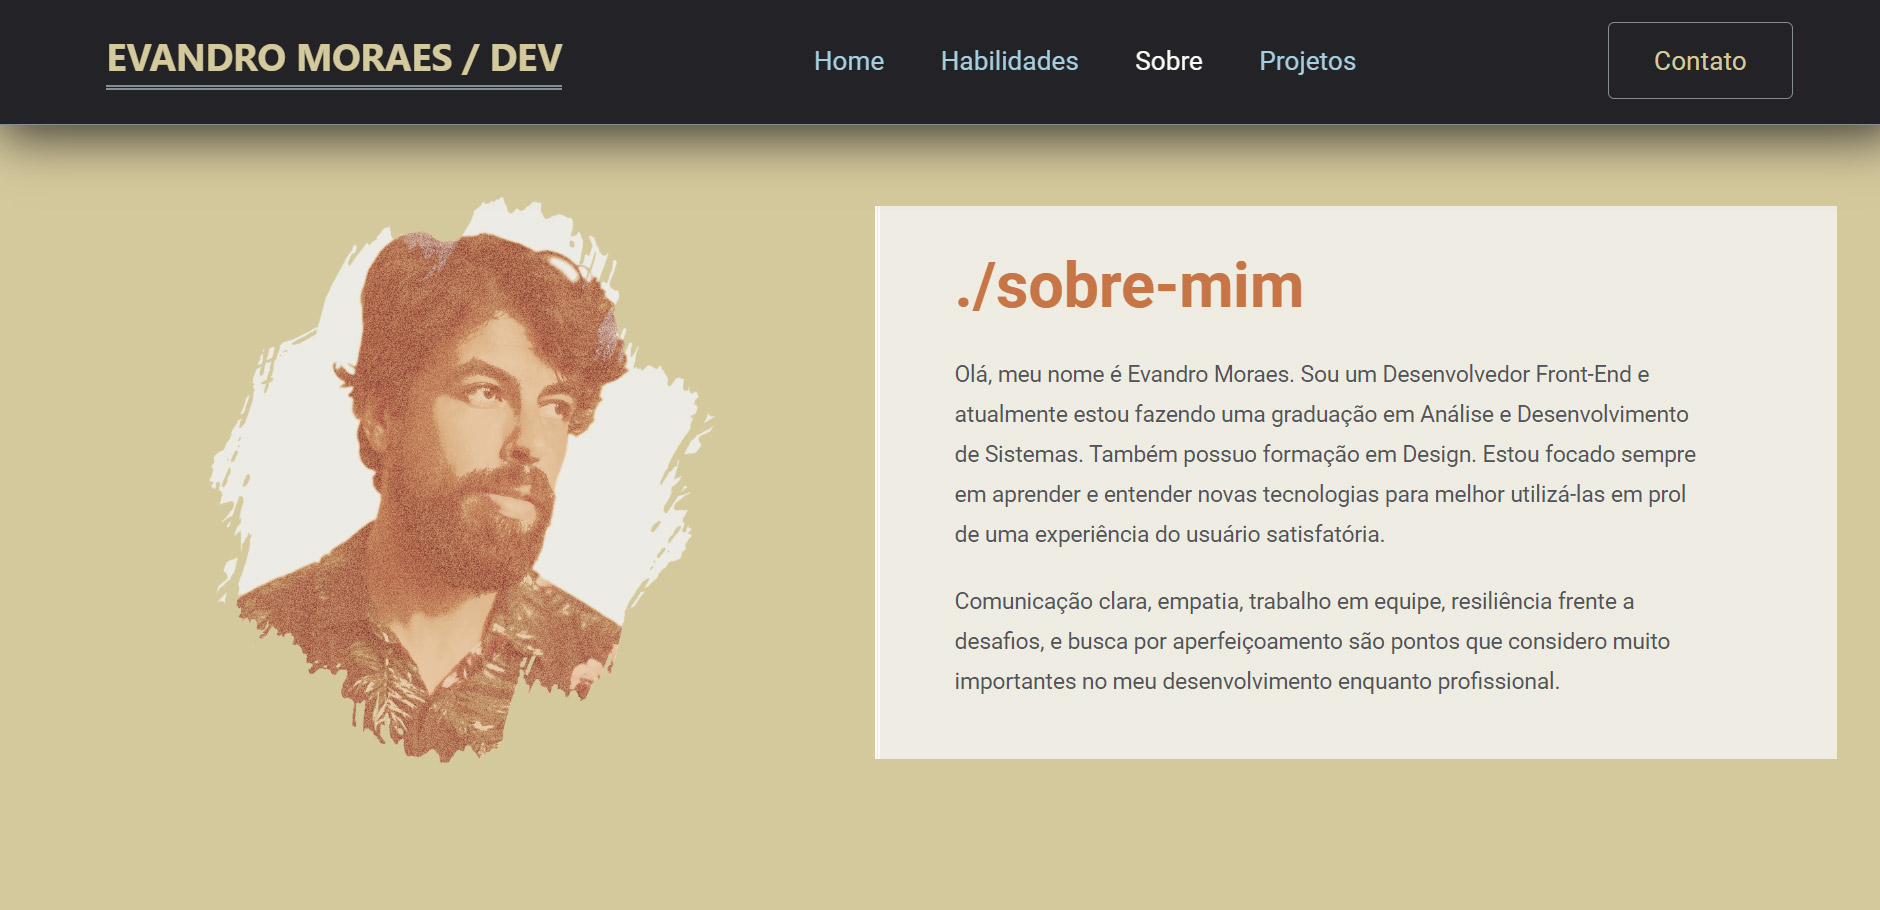 EVANDRO MORAES / DEV
Home Habilidades Sobre Projetos
Contato
./sobre-mim
Olá, meu nome é Evandro Moraes. Sou um Desenvolvedor Front-End e
atualmente estou fazendo uma graduação em Análise e Desenvolvimento
de Sistemas. Também possuo formação em Design. Estou focado sempre
em aprender e entender novas tecnologias para melhor utilizá-las em prol
de uma experiência do usuário satisfatória.
Comunicação clara, empatia, trabalho em equipe, resiliência frente a
desafios, e busca por aperfeiçoamento são pontos que considero muito
importantes no meu desenvolvimento enquanto profissional.